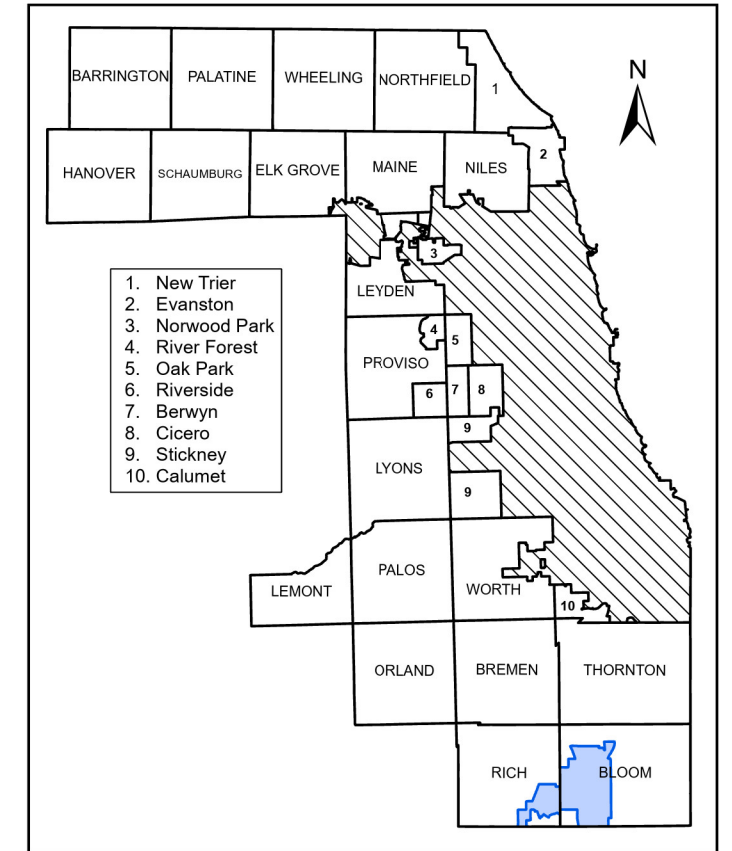 BARRINGTON
PALATINE
WHEELING
NORTHFIELD
1
N
HANOVER
SCHAUMBURG
ELK GROVE
MAINE
NILES
2
3
1. New Trier
2. Evanston
3. Norwood Park
4. River Forest
5. Oak Park
6. Riverside
7. Berwyn
8. Cicero
9. Stickney
10. Calumet
LEYDEN
4
5
PROVISO
6
7
8
9
LYONS
9
PALOS
LEMONT
WORTH
10
ORLAND
BREMEN
THORNTON
RICH
BLOOM